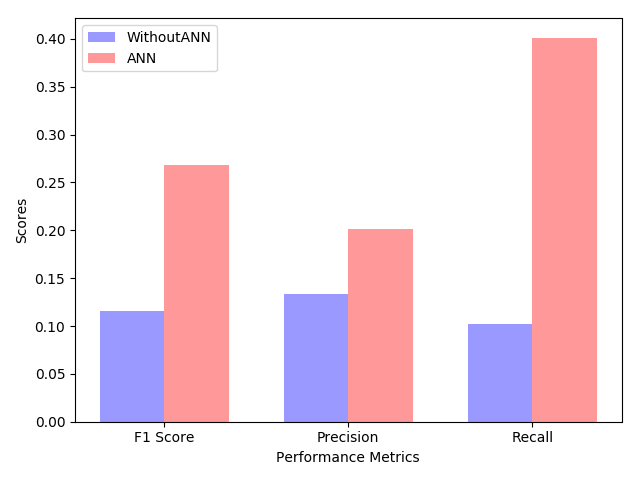 WithoutANN
ANN
0.40
0.35
0.30
0.25
0.20
0.15
0.10
0.05
0.00
Scores
F1 Score Precision Recall
Performance Metrics